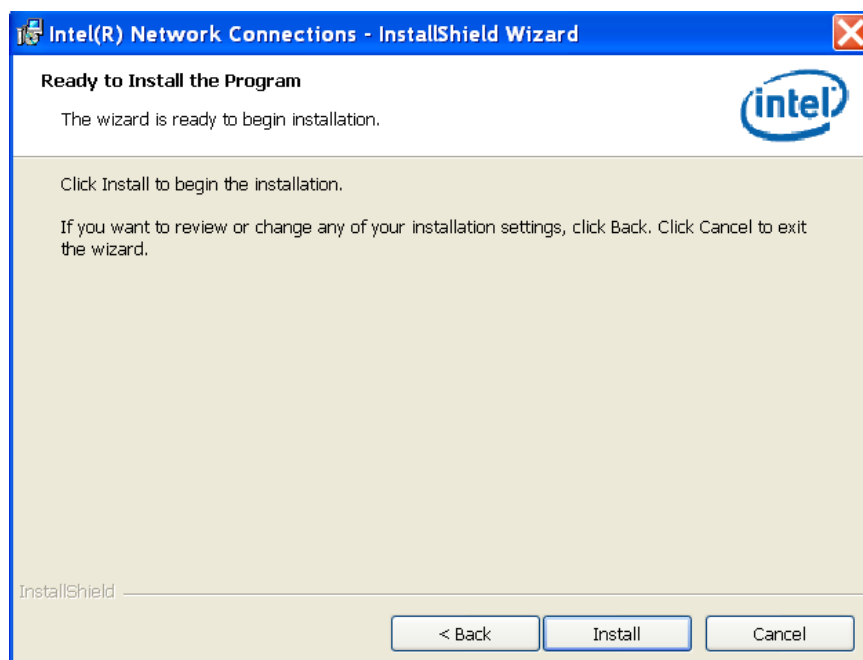 Intel(R) Network Connections - InstallShield Wizard
Ready to Install the Program
The wizard is ready to begin installation.
intel
Click Install to begin the installation.
If you want to review or change any of your installation settings, click Back. Click Cancel to exit
the wizard.
InstallShield
< Back
Install
Cancel